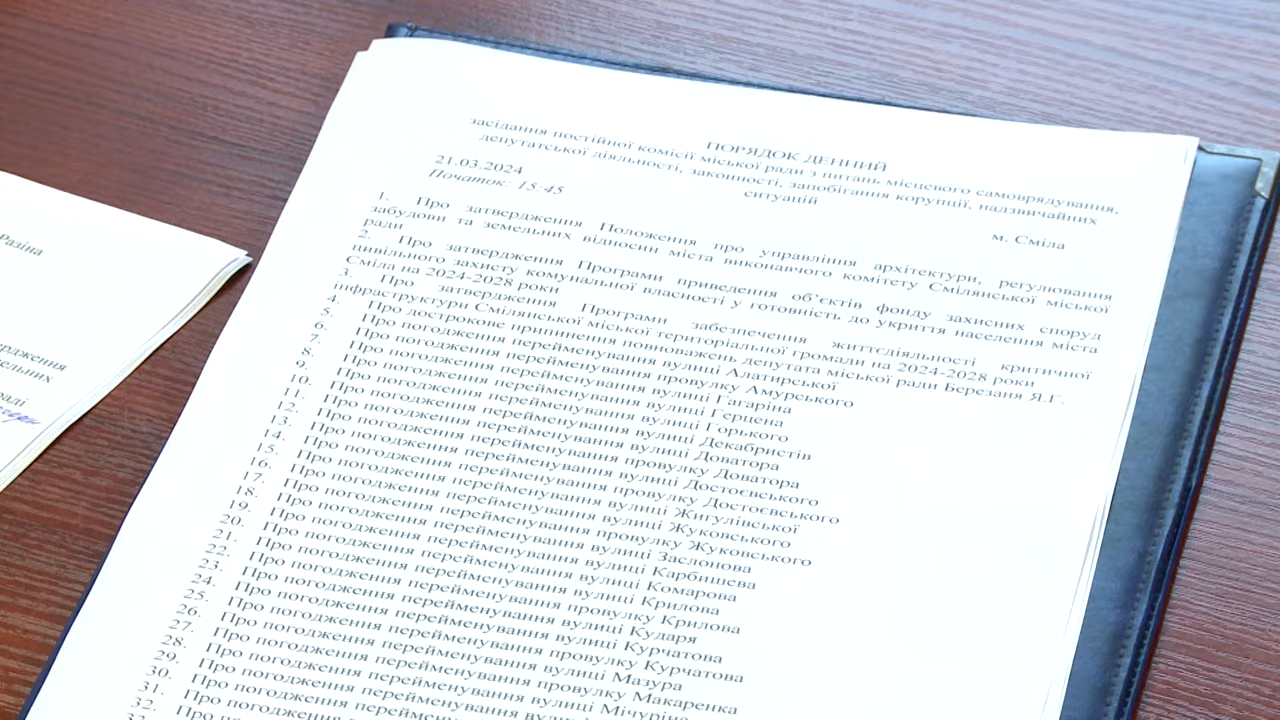 ПОРЯДОК ДЕННИЙ
засідання постійної комісії міської ради з питань місцевого самоврядування,
депутатської діяльності, законності, запобігання корупції, надзвичайних
ситуацій
21.03.2024
м. Сміла
Початок: 15:45
1. Про затвердження Положення про управління архітектури, регулювання
забудови та земельних відносин міста виконавчого комітету Смілянської міської
ради
2. Про затвердження Програми приведення об’єктів фонду захисних споруд
цивільного захисту комунальної власності у готовність до укриття населення міста
Сміла на 2024-2028 роки
3. Про затвердження Програми забезпечення життєдіяльності критичної
інфраструктури Смілянської міської територіальної громади на 2024-2028 роки
4. Про дострокове припинення повноважень депутата міської ради Березаня Я.Г.
5. Про погодження перейменування вулиці Алатирської
6. Про погодження перейменування провулку Амурського
7. Про погодження перейменування вулиці Гагаріна
8. Про погодження перейменування вулиці Герцена
9. Про погодження перейменування вулиці Горького
10. Про погодження перейменування вулиці Декабристів
11. Про погодження перейменування вулиці Доватора
12. Про погодження перейменування провулку Доватора
13. Про погодження перейменування вулиці Достоєвського
14. Про погодження перейменування провулку Достоєвського
15. Про погодження перейменування вулиці Жигулівської
16. Про погодження перейменування вулиці Жуковського
17. Про погодження перейменування провулку Жуковського
18. Про погодження перейменування вулиці Заслонова
19. Про погодження перейменування вулиці Карбишева
20. Про погодження перейменування вулиці Комарова
21. Про погодження перейменування вулиці Крилова
22. Про погодження перейменування провулку Крилова
23. Про погодження перейменування вулиці Кударя
24. Про погодження перейменування вулиці Курчатова
25. Про погодження перейменування провулку Курчатова
26. Про погодження перейменування вулиці Мазура
27. Про погодження перейменування провулку Макаренка
28. Про погодження перейменування вулиці Мічуріна
29. Про погодження перейменування
30. Про погодження
31. Про погодження
32. Про
Разіна
раді